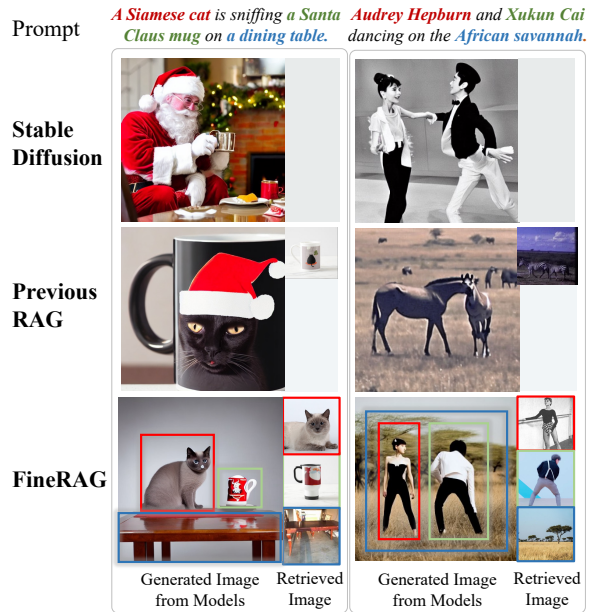 Prompt
A Siamese cat is sniffing a Santa
Claus mug on a dining table.
Audrey Hepburn and Xukun Cai
dancing on the African savannah.
Stable
Diffusion
Previous
RAG
FineRAG
Generated Image
from Models
Retrieved
Image
Generated Image
from Models
Retrieved
Image